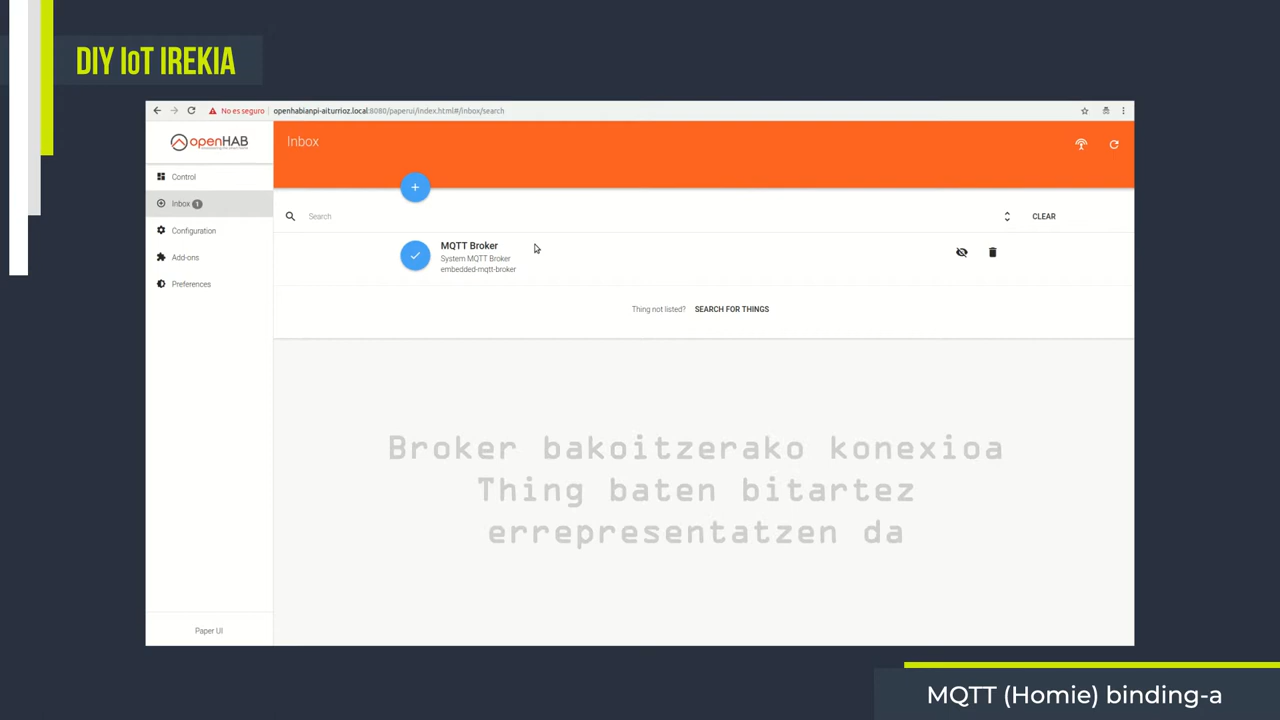 DIY IoT IREKIA
No es seguro
openhabianpi-aiturrioz.local:8080/paperui/index.html#/inbox/search
openHAB
Inbox
Control
Inbox 1
Configuration
Add-ons
Preferences
Search
CLEAR
MQTT Broker
System MQTT Broker
embedded-mqtt-broker
Thing not listed? SEARCH FOR THINGS
Broker bakoitzerako konexioa
Thing baten bitartez
errepresentatzen da
Paper UI
MQTT (Homie) binding-a